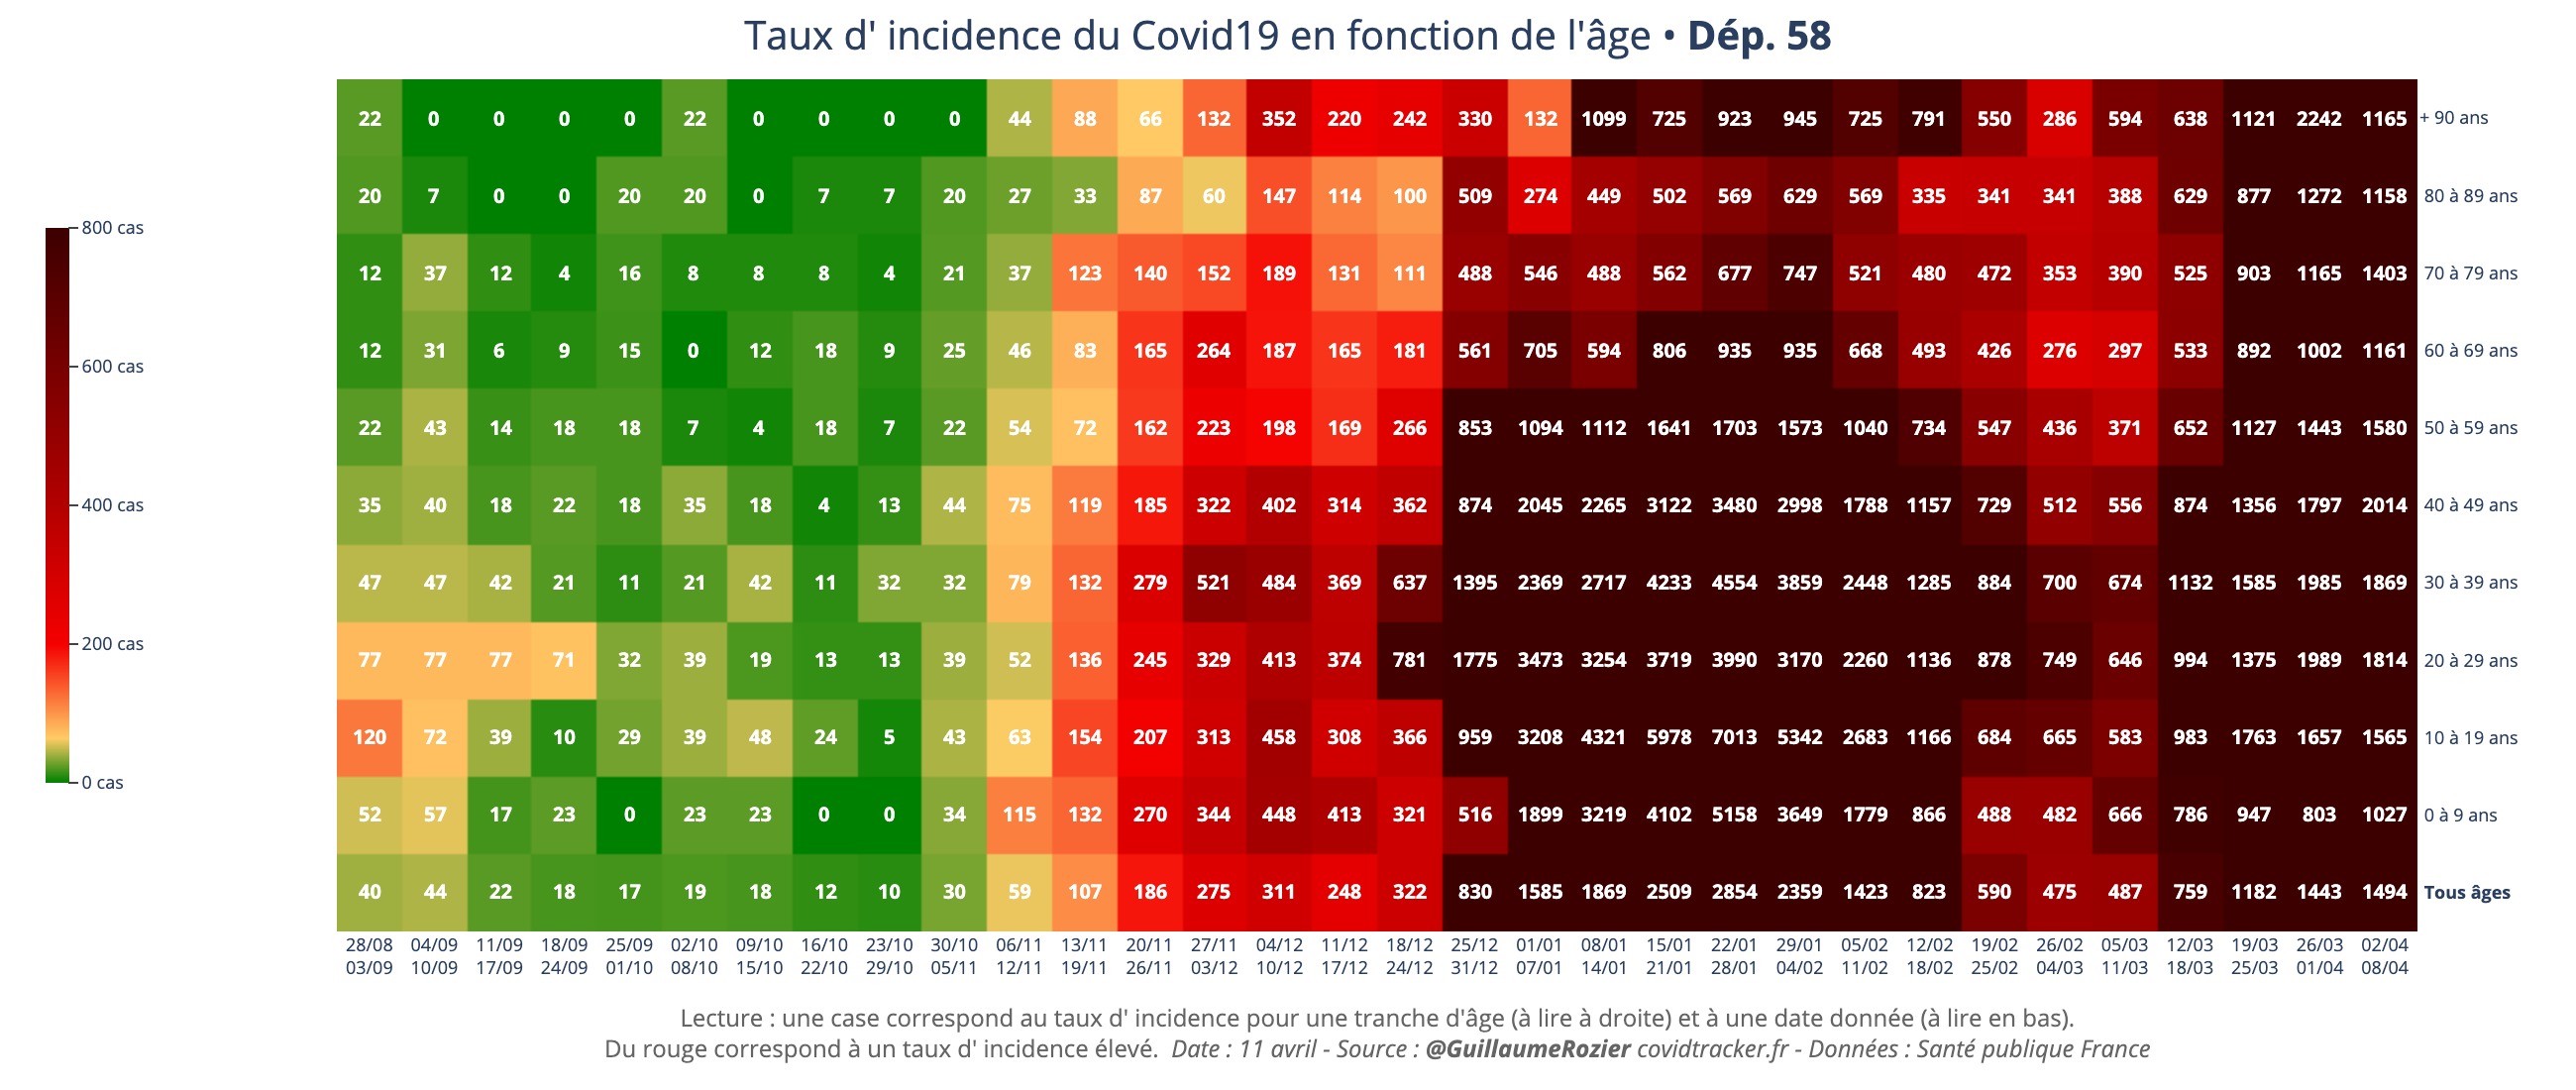 Taux d' incidence du Covid19 en fonction de l'âge • Dép. 58
800 cas
600 cas
400 cas
200 cas
0 cas
22 0 0 0 0 22 0 0 0 0 44 88 66 132 352 220 242 330 132 1099 725 923 945 725 791 550 286 594 638 1121 2242 1165 + 90 ans
20 7 0 0 20 20 0 7 7 20 27 33 87 60 147 114 100 509 274 449 502 569 629 569 335 341 341 388 629 877 1272 1158 80 à 89 ans
12 37 12 4 16 8 8 8 4 21 37 123 140 152 189 131 111 488 546 488 562 677 747 521 480 472 353 390 525 903 1165 1403 70 à 79 ans
12 31 6 9 15 0 12 18 9 25 46 83 165 264 187 165 181 561 705 594 806 935 935 668 493 426 276 297 533 892 1002 1161 60 à 69 ans
22 43 14 18 18 7 4 18 7 22 54 72 162 223 198 169 266 853 1094 1112 1641 1703 1573 1040 734 547 436 371 652 1127 1443 1580 50 à 59 ans
35 40 18 22 18 35 18 4 13 44 75 119 185 322 402 314 362 874 2045 2265 3122 3480 2998 1788 1157 729 512 556 874 1356 1797 2014 40 à 49 ans
47 47 42 21 11 21 42 11 32 32 79 132 279 521 484 369 637 1395 2369 2717 4233 4554 3859 2448 1285 884 700 674 1132 1585 1985 1869 30 à 39 ans
77 77 77 71 32 39 19 13 13 39 52 136 245 329 413 374 781 1775 3473 3254 3719 3990 3170 2260 1136 878 749 646 994 1375 1989 1814 20 à 29 ans
120 72 39 10 29 39 48 24 5 43 63 154 207 313 458 308 366 959 3208 4321 5978 7013 5342 2683 1166 684 665 583 983 1763 1657 1565 10 à 19 ans
52 57 17 23 0 23 23 0 0 34 115 132 270 344 448 413 321 516 1899 3219 4102 5158 3649 1779 866 488 482 666 786 947 803 1027 0 à 9 ans
40 44 22 18 17 19 18 12 10 30 59 107 186 275 311 248 322 830 1585 1869 2509 2854 2359 1423 823 590 475 487 759 1182 1443 1494 Tous âges
28/08 04/09 11/09 18/09 25/09 02/10 09/10 16/10 23/10 30/10 06/11 13/11 20/11 27/11 04/12 11/12 18/12 25/12 01/01 08/01 15/01 22/01 29/01 05/02 12/02 19/02 26/02 05/03 12/03 19/03 26/03 02/04
03/09 10/09 17/09 24/09 01/10 08/10 15/10 22/10 29/10 05/11 12/11 19/11 26/11 03/12 10/12 17/12 24/12 31/12 07/01 14/01 21/01 28/01 04/02 11/02 18/02 25/02 04/03 11/03 18/03 25/03 01/04 08/04
Lecture : une case correspond au taux d' incidence pour une tranche d'âge (à lire à droite) et à une date donnée (à lire en bas).
Du rouge correspond à un taux d' incidence élevé. Date : 11 avril - Source : @GuillaumeRozier covidtracker.fr - Données : Santé publique France